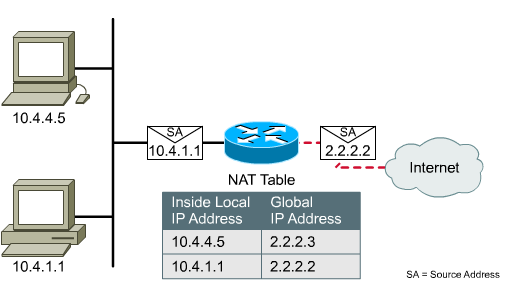 10.4.4.5
SA
10.4.1.1
SA
2.2.2.2
Internet
NAT Table
Inside Local
IP Address
Global
IP Address
10.4.4.5
2.2.2.3
10.4.1.1
2.2.2.2
10.4.1.1
SA = Source Address